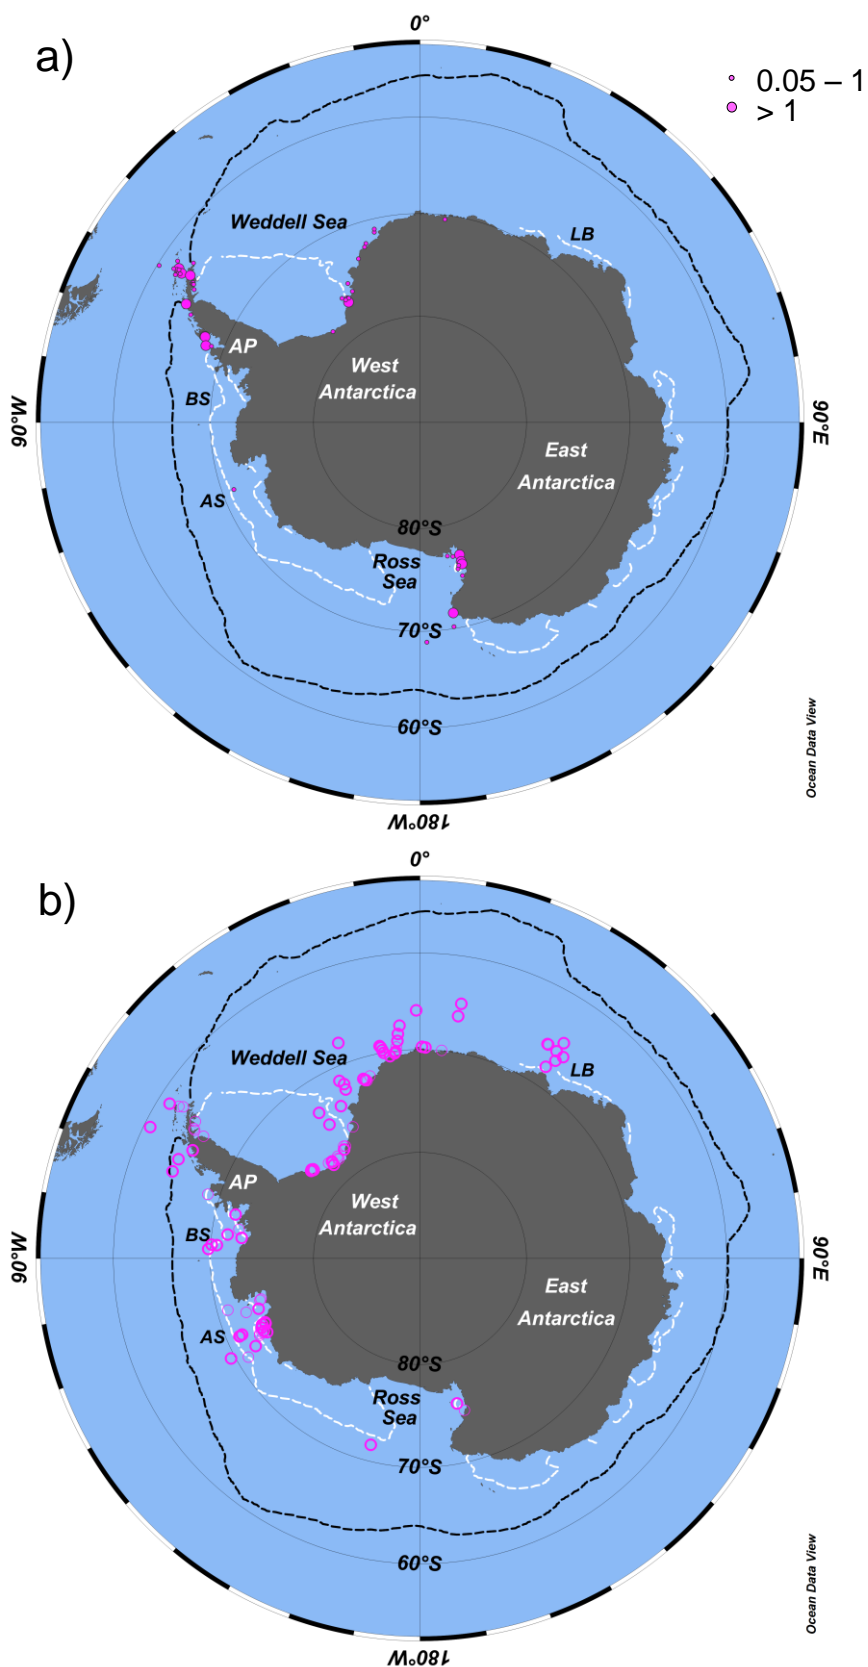 a)
0°
0.05 – 1
> 1
Weddell Sea
LB
AP
West
Antarctica
90°W
BS
90°E
East
Antarctica
AS
80°S
Ross
Sea
70°S
60°S
Ocean Data View
180°W
b)
0°
Weddell Sea
LB
AP
West
Antarctica
90°W
BS
90°E
East
Antarctica
AS
80°S
Ross
Sea
70°S
60°S
Ocean Data View
180°W